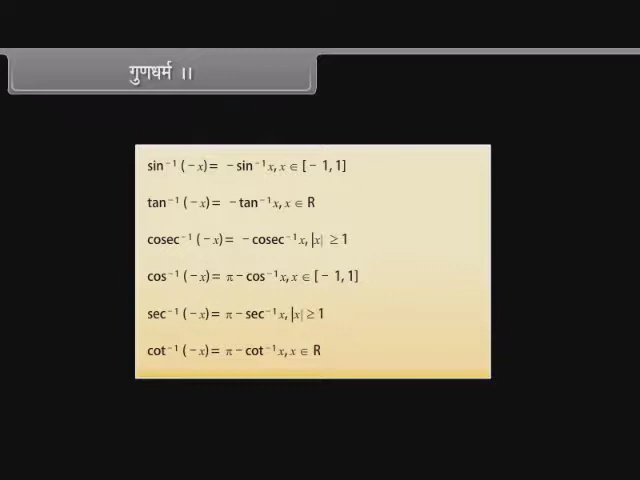 गुणधर्म ।।
sin⁻¹ (−x) = −sin⁻¹x, x ∈ [− 1, 1]
tan⁻¹ (−x) = −tan⁻¹x, x ∈ R
cosec⁻¹ (−x) = −cosec⁻¹x, |x| ≥ 1
cos⁻¹ (−x) = π − cos⁻¹x, x ∈ [− 1, 1]
sec⁻¹ (−x) = π − sec⁻¹x, |x| ≥ 1
cot⁻¹ (−x) = π − cot⁻¹x, x ∈ R